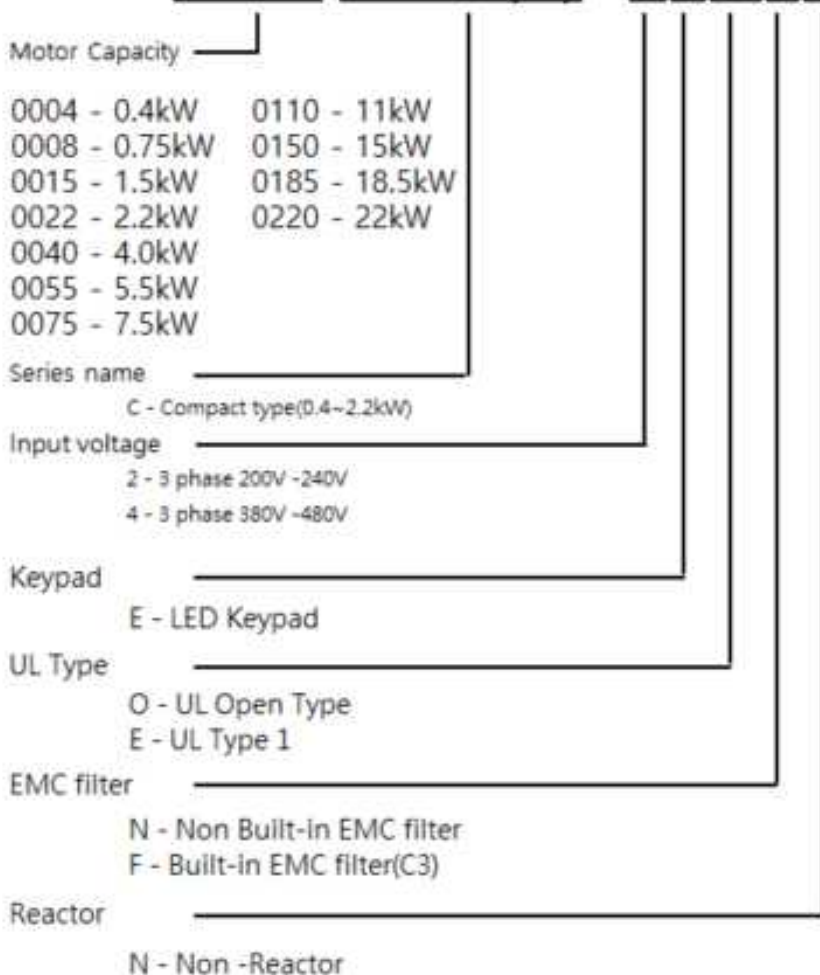 Motor Capacity
0004 - 0.4kW 0110 - 11kW
0008 - 0.75kW 0150 - 15kW
0015 - 1.5kW 0185 - 18.5kW
0022 - 2.2kW 0220 - 22kW
0040 - 4.0kW
0055 - 5.5kW
0075 - 7.5kW
Series name
C - Compact type(0.4~2.2kW)
Input voltage
2 - 3 phase 200V ~240V
4 - 3 phase 380V ~480V
Keypad
E - LED Keypad
UL Type
O - UL Open Type
E - UL Type 1
EMC filter
N - Non Built-in EMC filter
F - Built-in EMC filter(C3)
Reactor
N - Non -Reactor